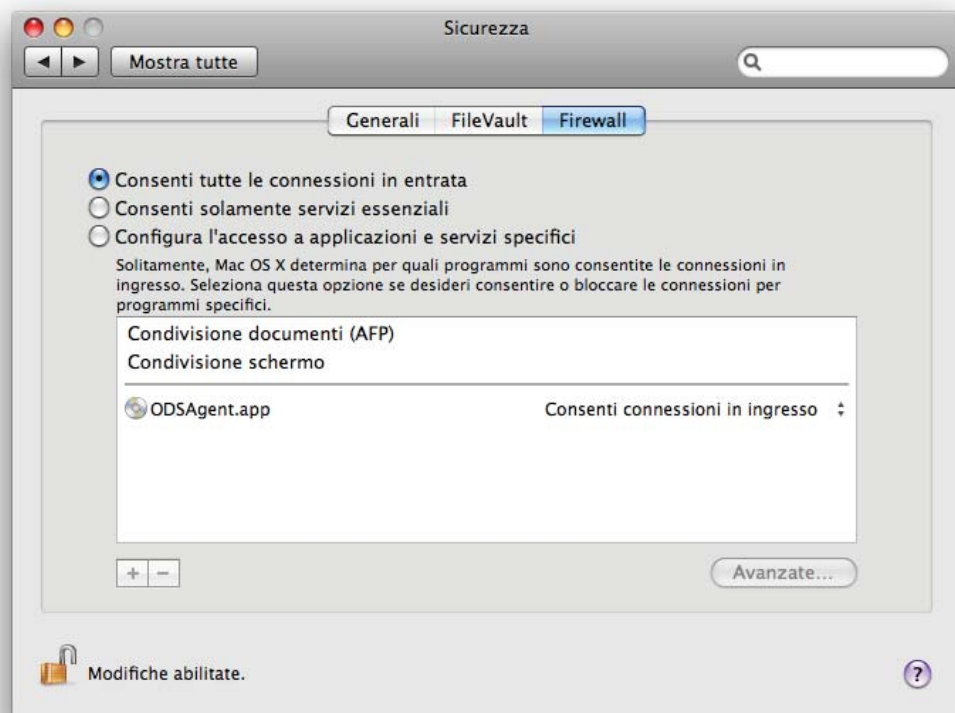 Sicurezza
Mostra tutte
Generali FileVault Firewall
Consenti tutte le connessioni in entrata
Consenti solamente servizi essenziali
Configura l'accesso a applicazioni e servizi specifici
Solitamente, Mac OS X determina per quali programmi sono consentite le connessioni in
ingresso. Seleziona questa opzione se desideri consentire o bloccare le connessioni per
programmi specifici.
Condivisione documenti (AFP)
Condivisione schermo
ODSAgent.app Consenti connessioni in ingresso
+ −
Avanzate...
Modifiche abilitate.
?